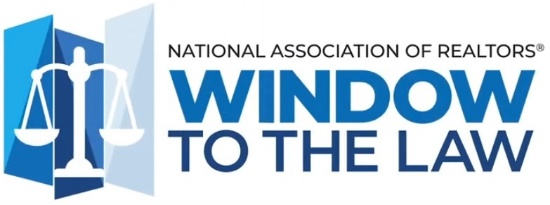 NATIONAL ASSOCIATION OF REALTORS®
WINDOW
TO THE LAW